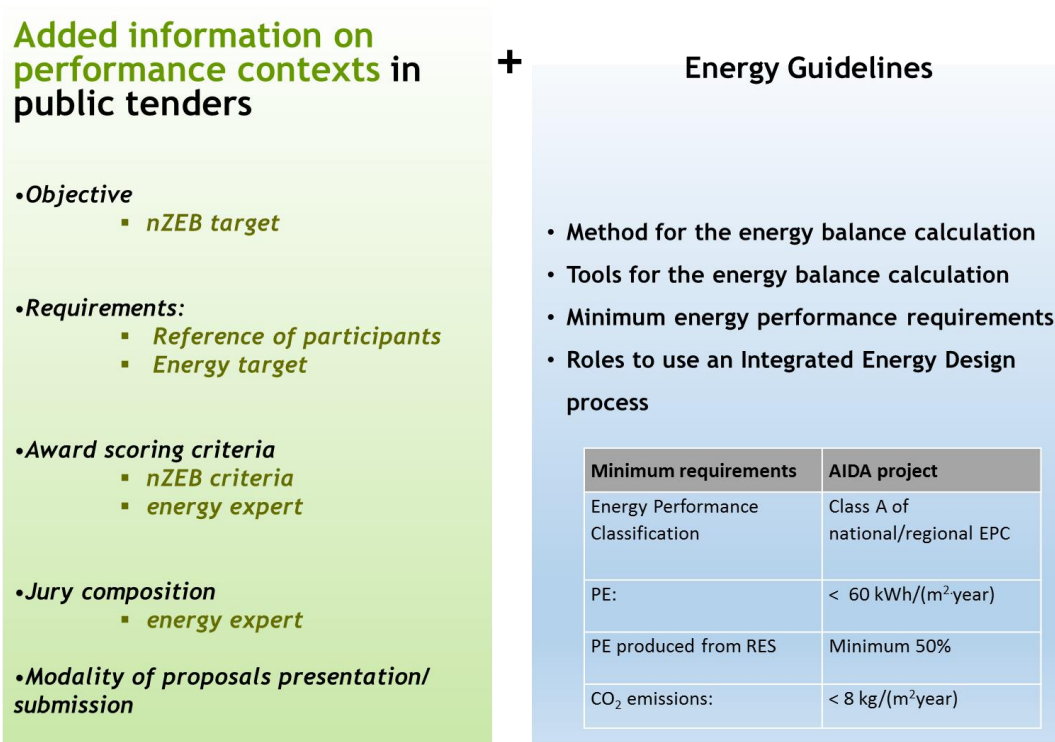 Added information on
performance contexts in
public tenders
•Objective
▪ nZEB target
•Requirements:
▪ Reference of participants
▪ Energy target
•Award scoring criteria
▪ nZEB criteria
▪ energy expert
•Jury composition
▪ energy expert
•Modality of proposals presentation/
submission
+
Energy Guidelines
• Method for the energy balance calculation
• Tools for the energy balance calculation
• Minimum energy performance requirements
• Roles to use an Integrated Energy Design
process
Minimum requirements AIDA project
Energy Performance Class A of
Classification national/regional EPC
PE: < 60 kWh/(m²·year)
PE produced from RES Minimum 50%
CO₂ emissions: < 8 kg/(m²year)